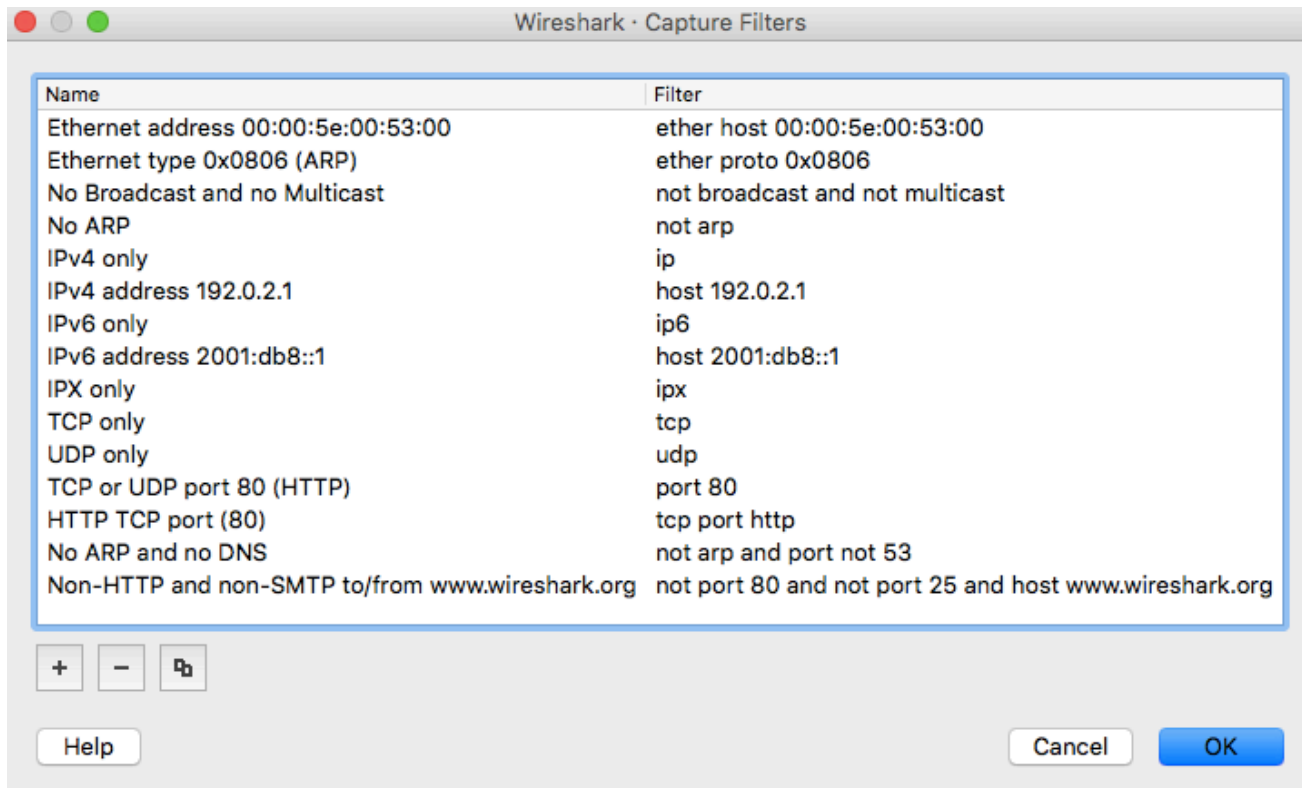 Wireshark · Capture Filters
Name Filter
Ethernet address 00:00:5e:00:53:00 ether host 00:00:5e:00:53:00
Ethernet type 0x0806 (ARP) ether proto 0x0806
No Broadcast and no Multicast not broadcast and not multicast
No ARP not arp
IPv4 only ip
IPv4 address 192.0.2.1 host 192.0.2.1
IPv6 only ip6
IPv6 address 2001:db8::1 host 2001:db8::1
IPX only ipx
TCP only tcp
UDP only udp
TCP or UDP port 80 (HTTP) port 80
HTTP TCP port (80) tcp port http
No ARP and no DNS not arp and port not 53
Non-HTTP and non-SMTP to/from www.wireshark.org not port 80 and not port 25 and host www.wireshark.org
+ −
Help Cancel OK